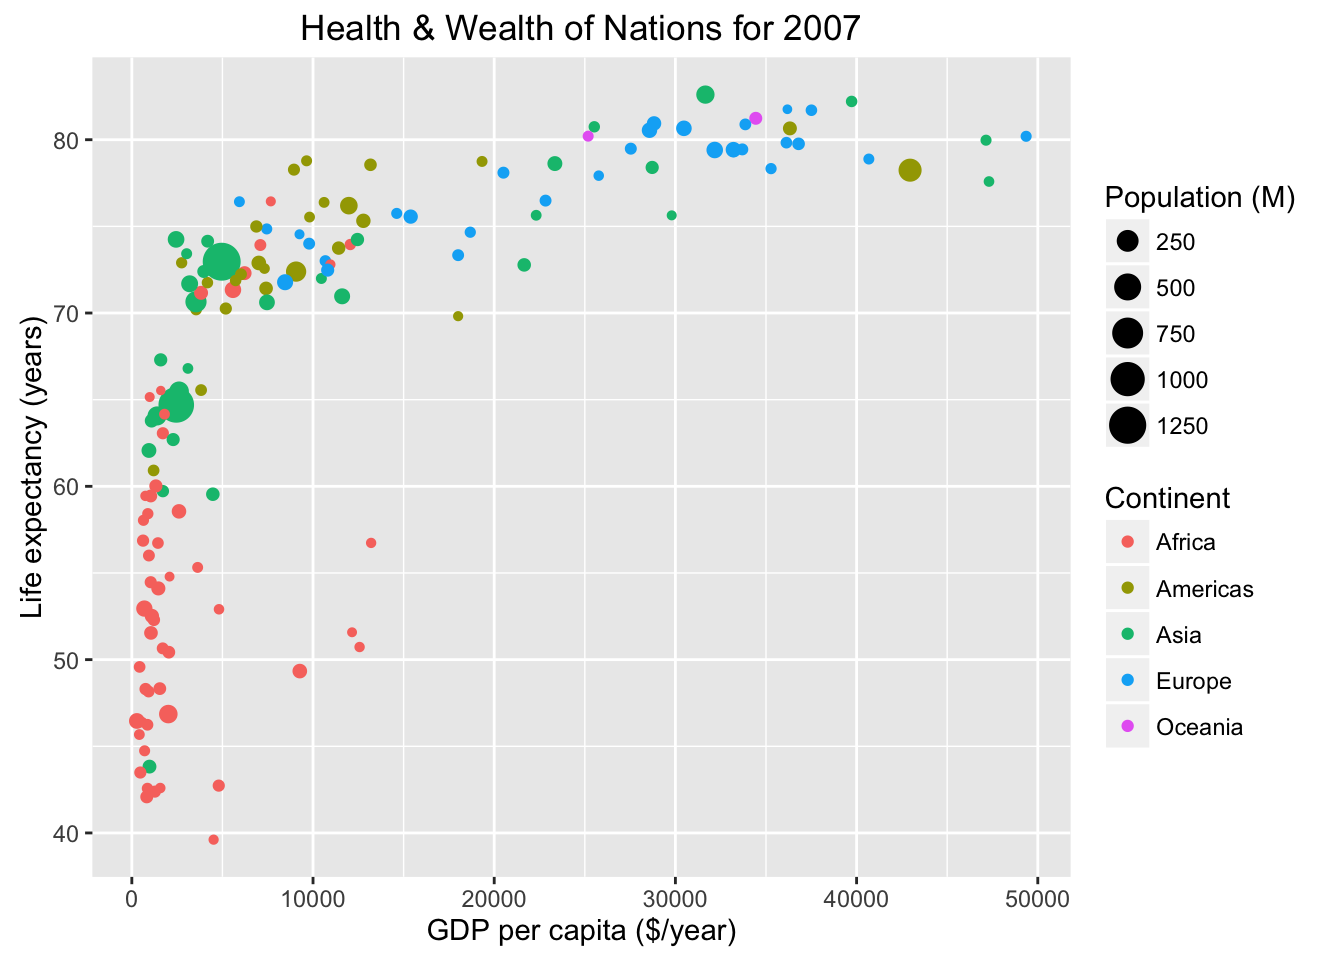 Health & Wealth of Nations for 2007
Life expectancy (years)
80
70
60
50
40
0 10000 20000 30000 40000 50000
GDP per capita ($/year)
Population (M)
250
500
750
1000
1250
Continent
Africa
Americas
Asia
Europe
Oceania